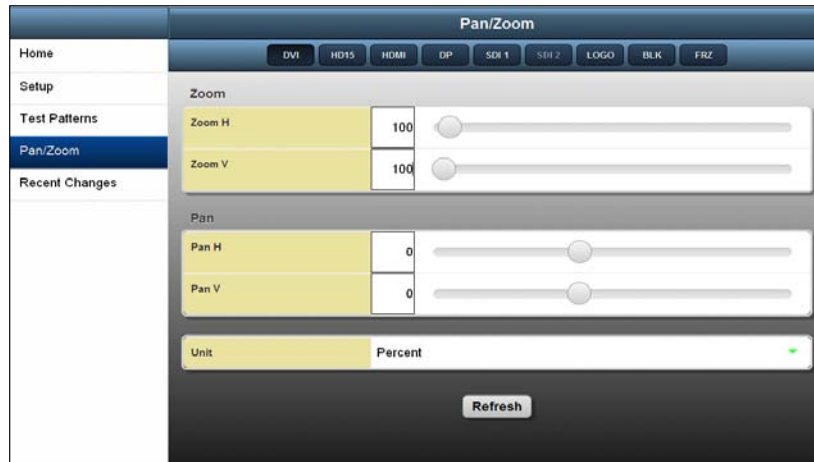 Pan/Zoom
Home
Setup
Test Patterns
Pan/Zoom
Recent Changes
DVI HD15 HDMI DP SDI 1 SDI 2 LOGO BLK FRZ
Zoom
Zoom H 100
Zoom V 100
Pan
Pan H 0
Pan V 0
Unit Percent
Refresh